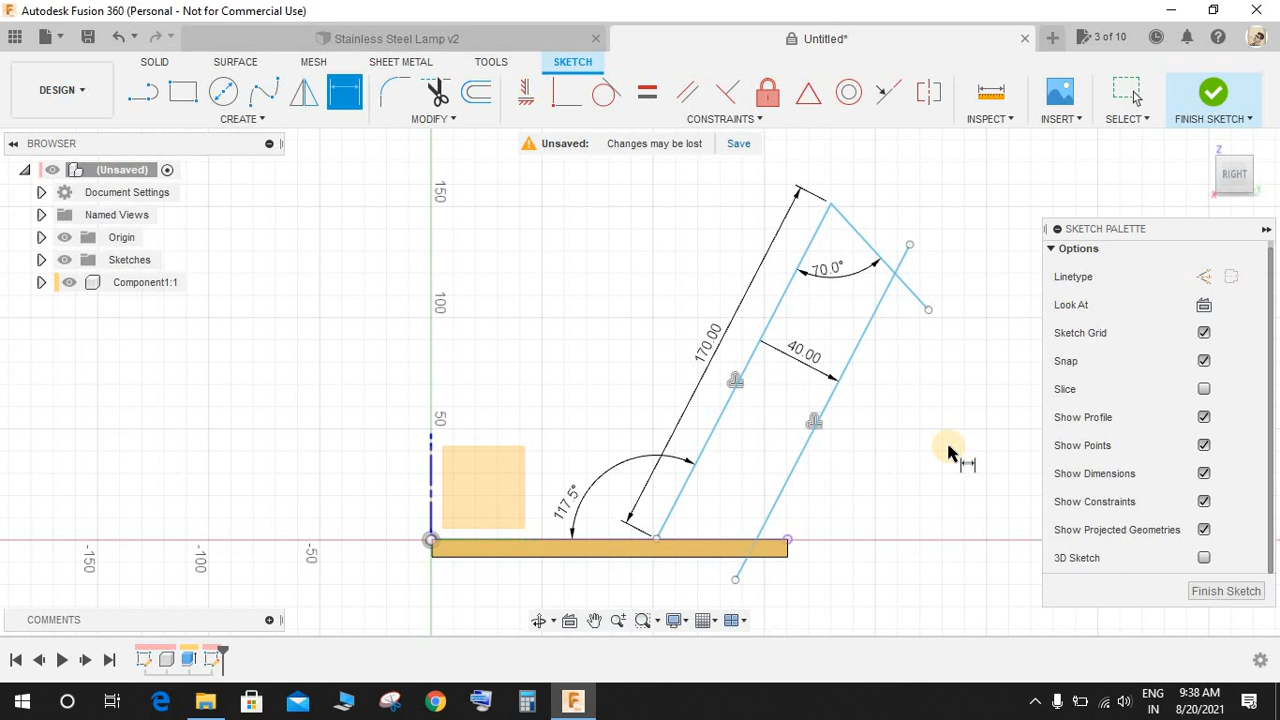 Autodesk Fusion 360 (Personal - Not for Commercial Use)
Stainless Steel Lamp v2
Untitled*
3 of 10
DESIGN
SOLID
SURFACE
MESH
SHEET METAL
TOOLS
SKETCH
CREATE
MODIFY
CONSTRAINTS
INSPECT
INSERT
SELECT
FINISH SKETCH
BROWSER
Unsaved: Changes may be lost Save
(Unsaved)
Document Settings
Named Views
Origin
Sketches
Component1:1
Z
RIGHT
X
Y
150
100
50
-50
-100
-150
70.0°
170.00
40.00
117.5°
SKETCH PALETTE
Options
Linetype
Look At
Sketch Grid
Snap
Slice
Show Profile
Show Points
Show Dimensions
Show Constraints
Show Projected Geometries
3D Sketch
Finish Sketch
COMMENTS
ENG
IN
9:38 AM
8/20/2021